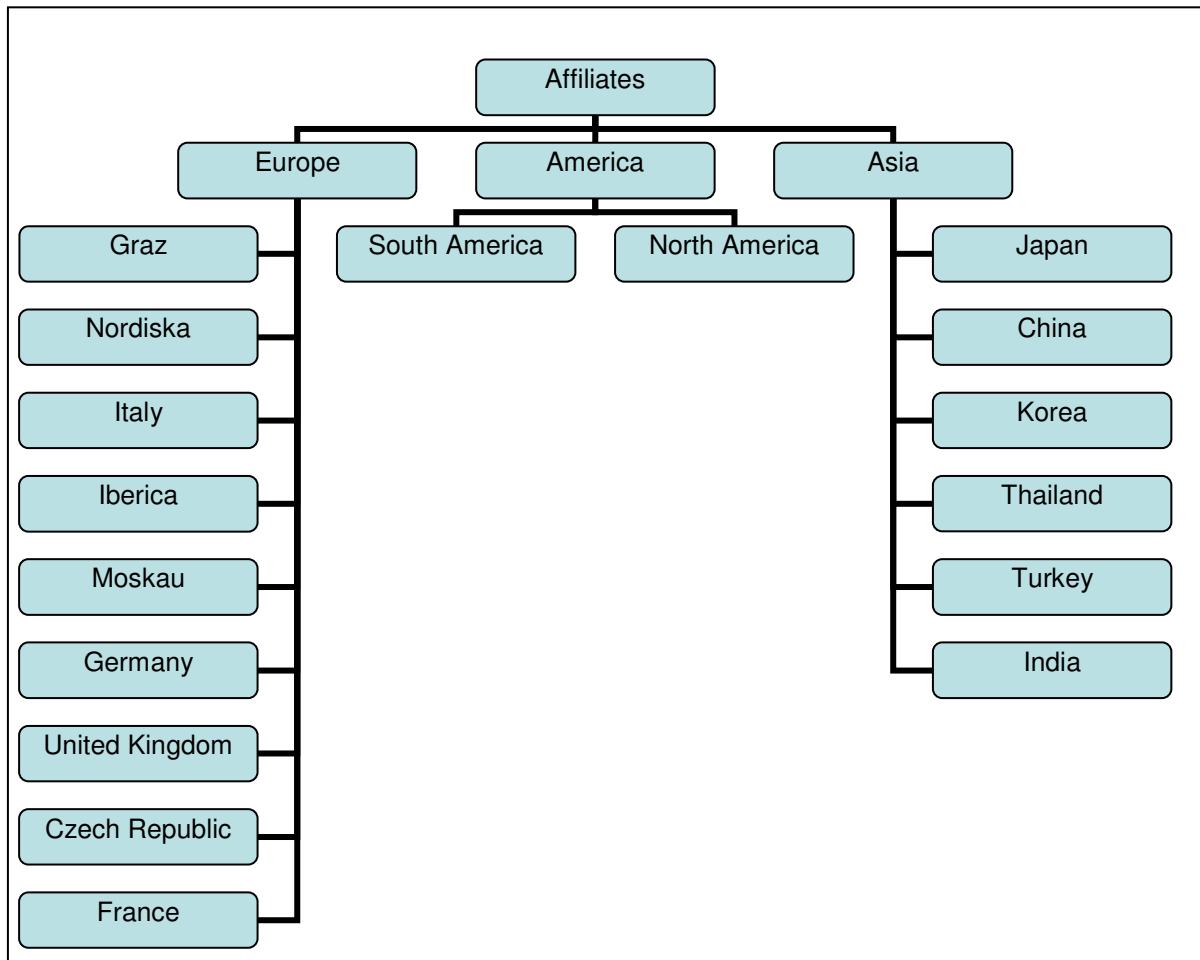 Affiliates
Europe
America
Asia
Graz
South America
North America
Japan
Nordiska
China
Italy
Korea
Iberica
Thailand
Moskau
Turkey
Germany
India
United Kingdom
Czech Republic
France